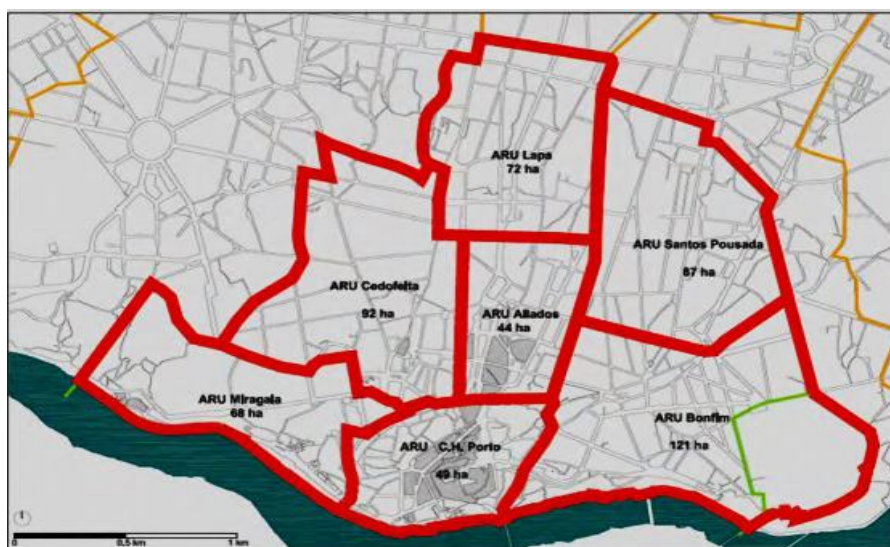 ARU Lapa
72 ha
ARU Santos Pousada
87 ha
ARU Cedofeita
92 ha
ARU Aliados
44 ha
ARU Miragaia
68 ha
ARU Bonfim
121 ha
ARU C.H. Porto
49 ha
0 0,5 km 1 km